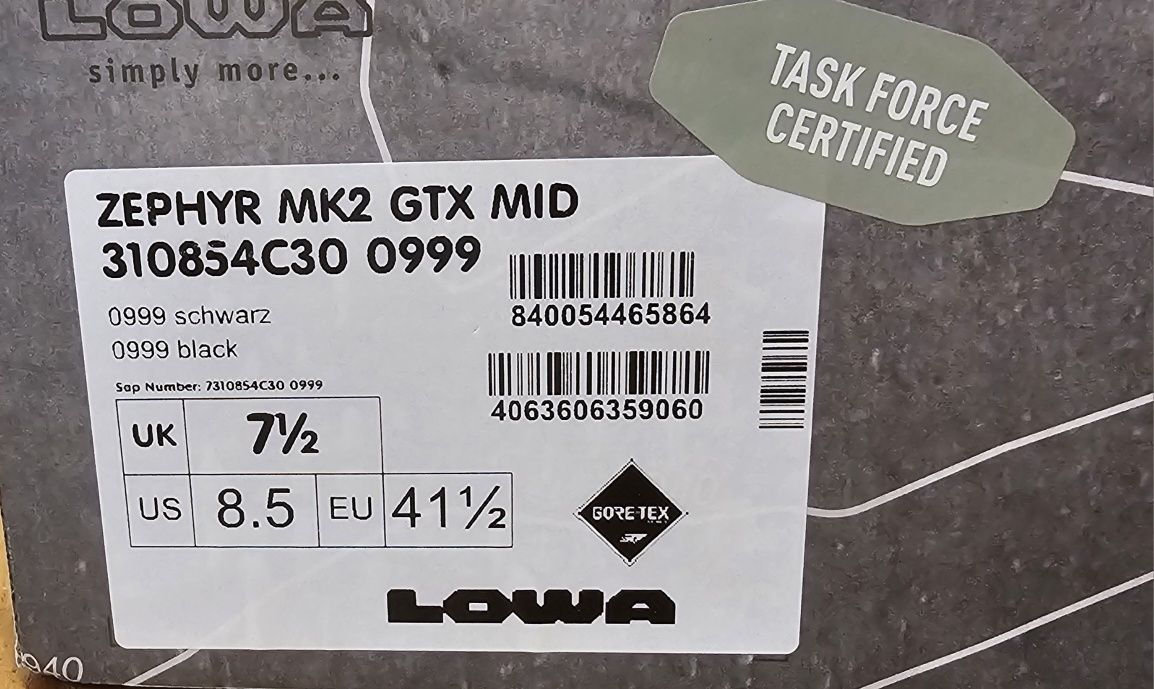 LOWA
simply more...
TASK FORCE
CERTIFIED
ZEPHYR MK2 GTX MID
310854C30 0999
840054465864
0999 schwarz
0999 black
4063606359060
Sap Number: 7310854C30 0999
UK 7½
US 8.5 EU 41½
GORE-TEX
LOWA